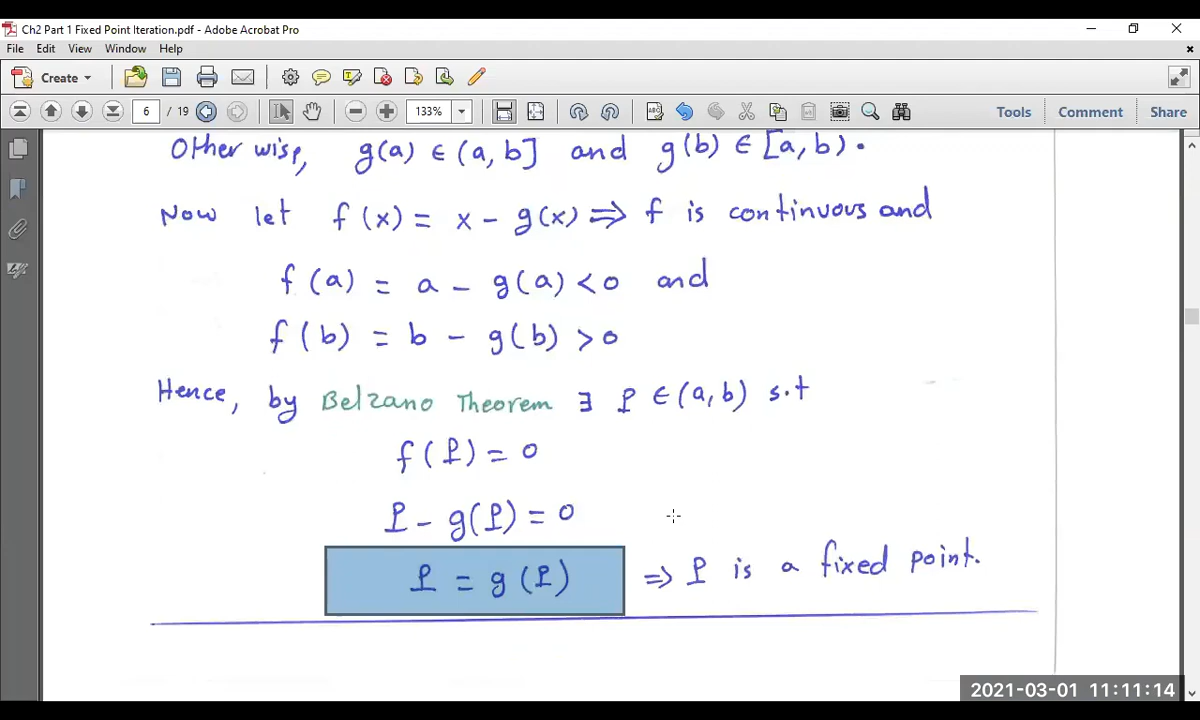 Ch2 Part 1 Fixed Point Iteration.pdf - Adobe Acrobat Pro
File Edit View Window Help
Create
6 / 19 133% Tools Comment Share
Otherwise, g(a) ∈ (a, b] and g(b) ∈ [a, b).
Now let f(x) = x - g(x) ⇒ f is continuous and
f(a) = a - g(a) < 0 and
f(b) = b - g(b) > 0
Hence, by Belzano Theorem ∃ P ∈ (a, b) s.t
f(P) = 0
P - g(P) = 0
P = g(P) ⇒ P is a fixed point.
2021-03-01 11:11:14